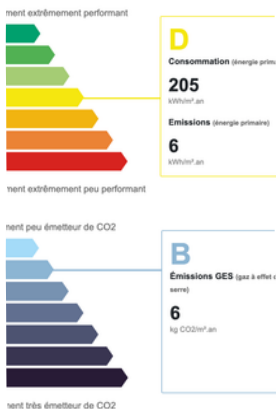 ment extrêmement performant
D
Consommation (énergie prima
205
kWh/m².an
Emissions (énergie primaire)
6
kWh/m².an
ment extrêmement peu performant
ment peu émetteur de CO2
B
Émissions GES (gaz à effet d
serre)
6
kg CO2/m².an
ment très émetteur de CO2